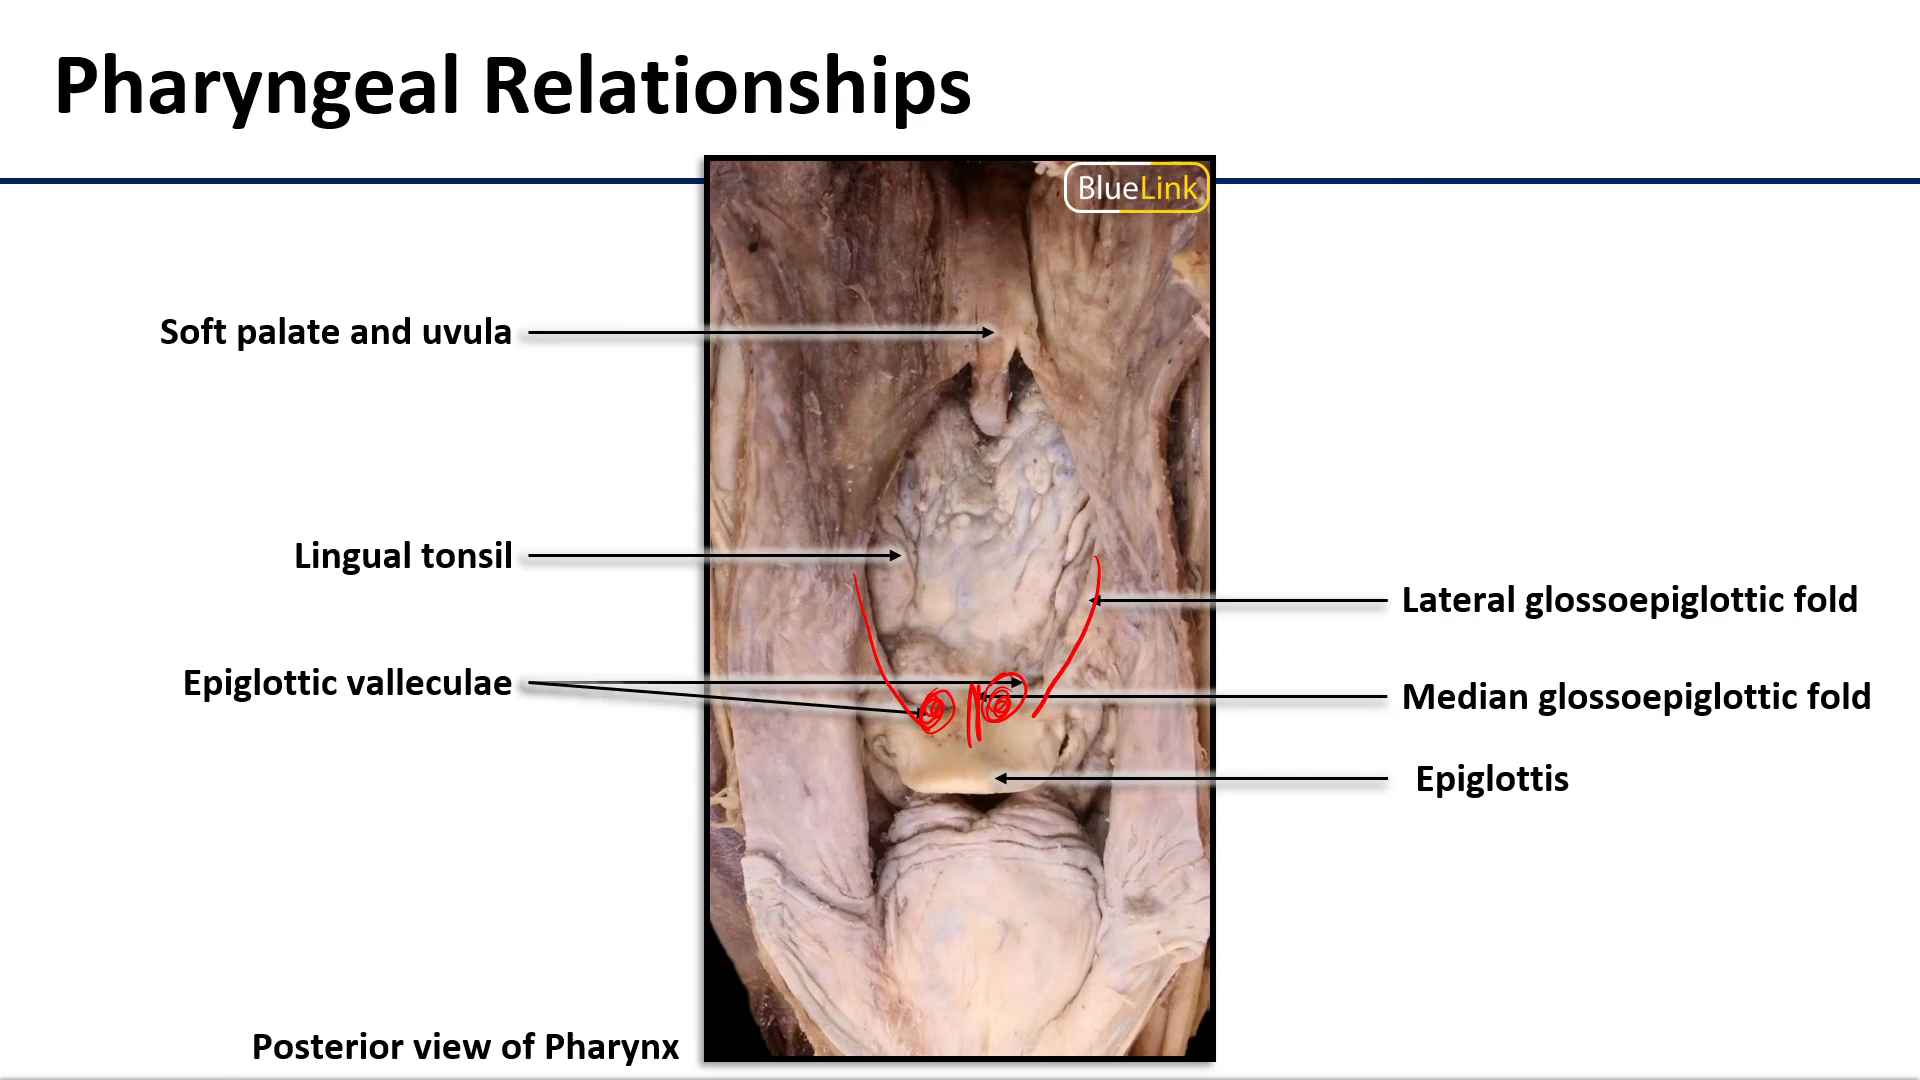 Pharyngeal Relationships
BlueLink
Soft palate and uvula
Lingual tonsil
Lateral glossoepiglottic fold
Epiglottic valleculae
Median glossoepiglottic fold
Epiglottis
Posterior view of Pharynx